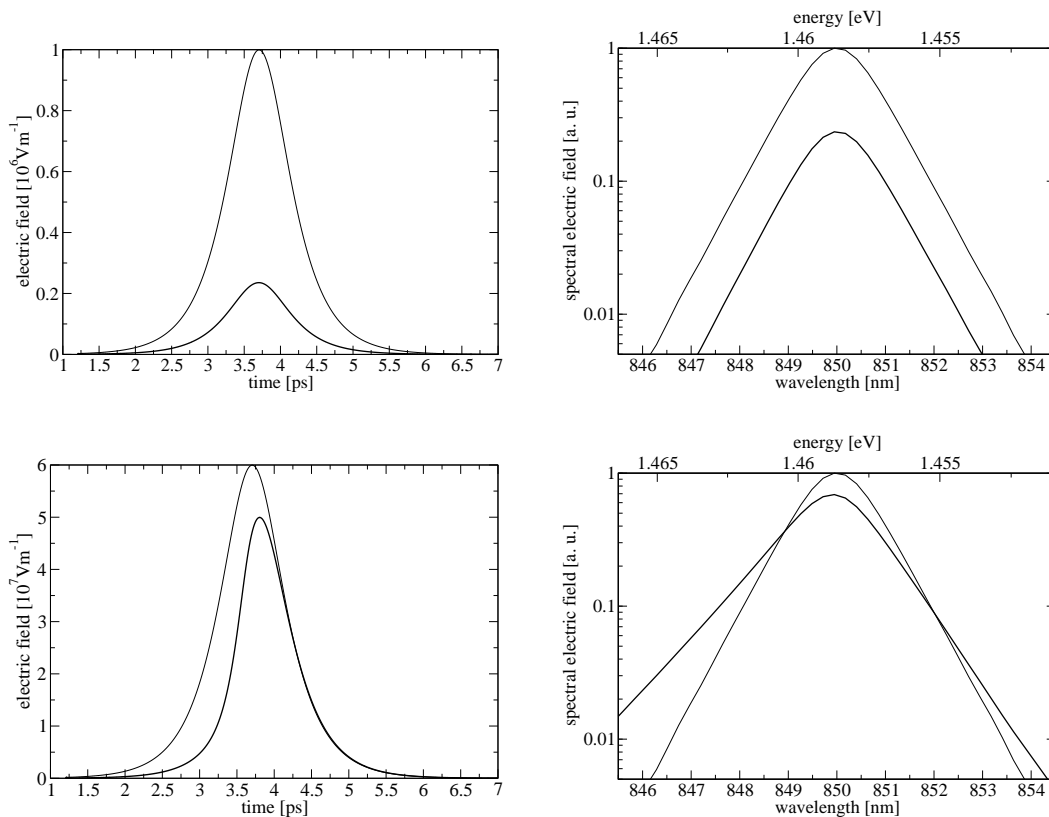 energy [eV]
1.465 1.46 1.455
1
0.8
0.6
0.4
0.2
0
electric field [10⁶Vm⁻¹]
1 1.5 2 2.5 3 3.5 4 4.5 5 5.5 6 6.5 7
time [ps]
1
0.1
0.01
spectral electric field [a. u.]
846 847 848 849 850 851 852 853 854
wavelength [nm]
energy [eV]
1.465 1.46 1.455
6
5
4
3
2
1
0
electric field [10⁷Vm⁻¹]
1 1.5 2 2.5 3 3.5 4 4.5 5 5.5 6 6.5 7
time [ps]
1
0.1
0.01
spectral electric field [a. u.]
846 847 848 849 850 851 852 853 854
wavelength [nm]